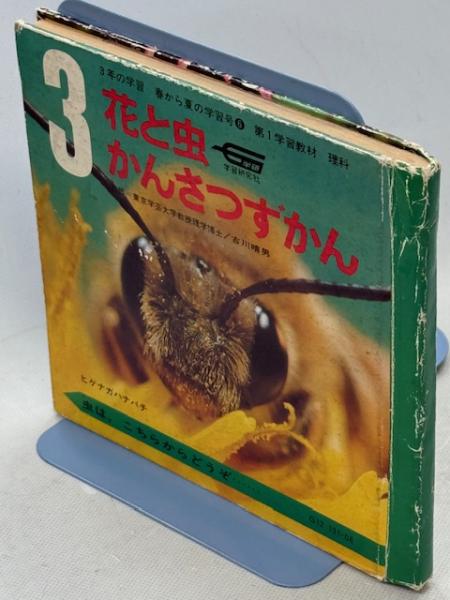 3
3年の学習 春から夏の学習号⑥ 第1学習教材 理科
花と虫
かんさつずかん
学研
学習研究社
東京学芸大学教授理学博士/古川晴男
ヒゲナガハナバチ
虫は、こちらからどうぞ……